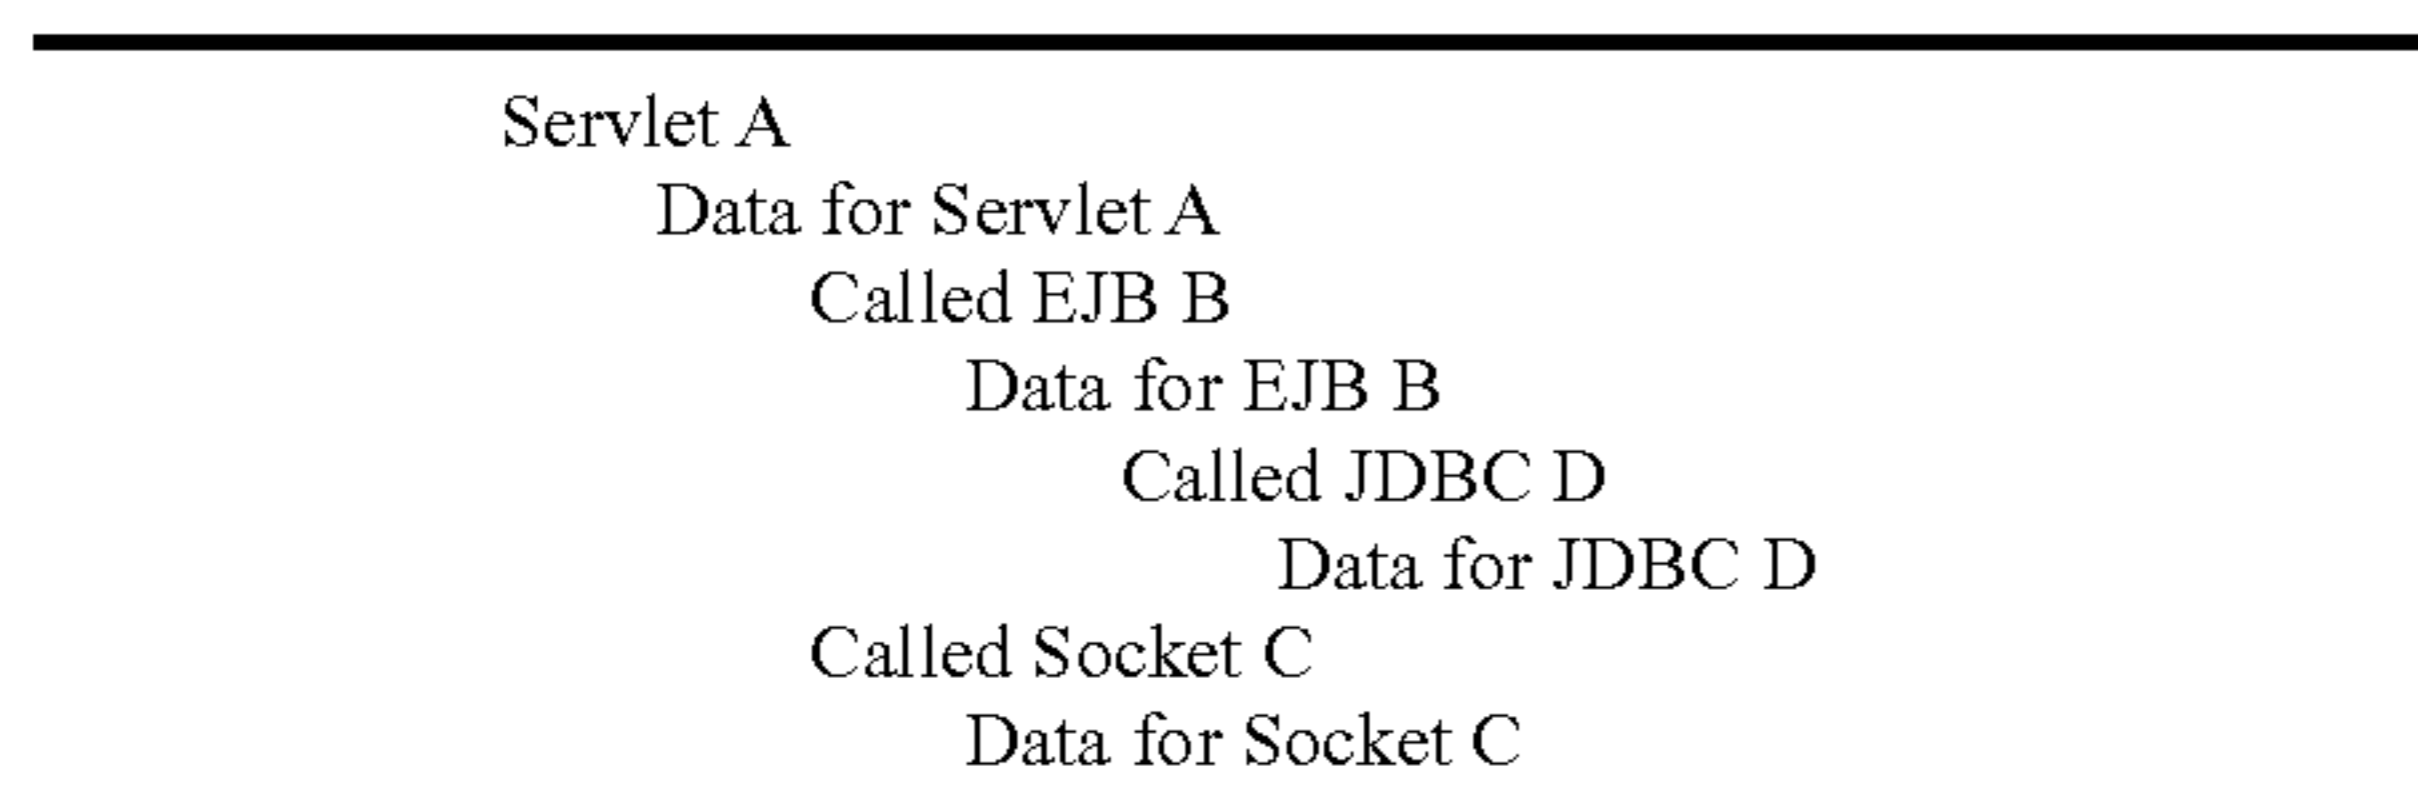 Servlet A
Data for Servlet A
Called EJB B
Data for EJB B
Called JDBC D
Data for JDBC D
Called Socket C
Data for Socket C